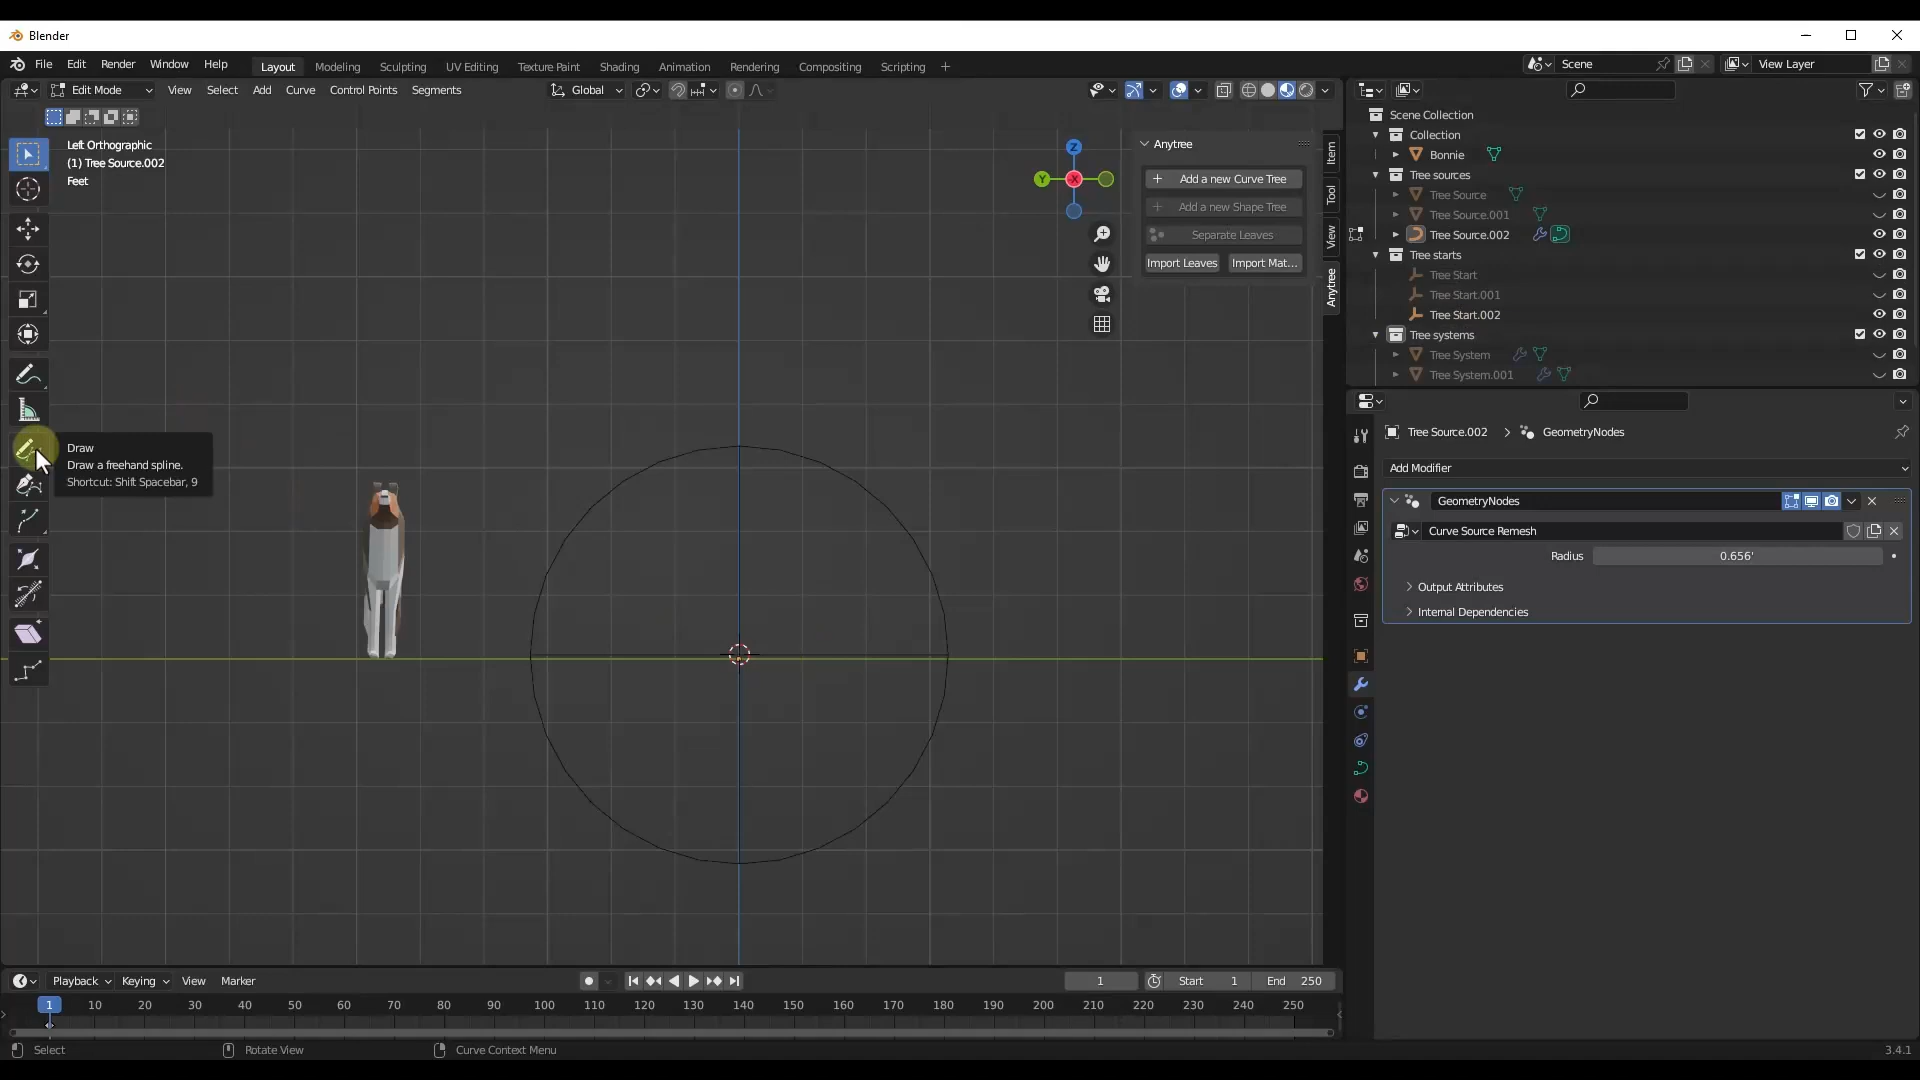 Blender
File Edit Render Window Help
Layout Modeling Sculpting UV Editing Texture Paint Shading Animation Rendering Compositing Scripting +
Scene
View Layer
Edit Mode View Select Add Curve Control Points Segments
Global
Left Orthographic
(1) Tree Source.002
Feet
Z
Y
X
Anytree
+ Add a new Curve Tree
+ Add a new Shape Tree
Separate Leaves
Import Leaves Import Mat...
Item
Tool
View
Anytree
Draw
Draw a freehand spline.
Shortcut: Shift Spacebar, 9
Scene Collection
Collection
Bonnie
Tree sources
Tree Source
Tree Source.001
Tree Source.002
Tree starts
Tree Start
Tree Start.001
Tree Start.002
Tree systems
Tree System
Tree System.001
Tree Source.002 > GeometryNodes
Add Modifier
GeometryNodes
Curve Source Remesh
Radius 0.656'
Output Attributes
Internal Dependencies
Playback Keying View Marker
1 Start 1 End 250
1 10 20 30 40 50 60 70 80 90 100 110 120 130 140 150 160 170 180 190 200 210 220 230 240 250
Select Rotate View Curve Context Menu
3.4.1